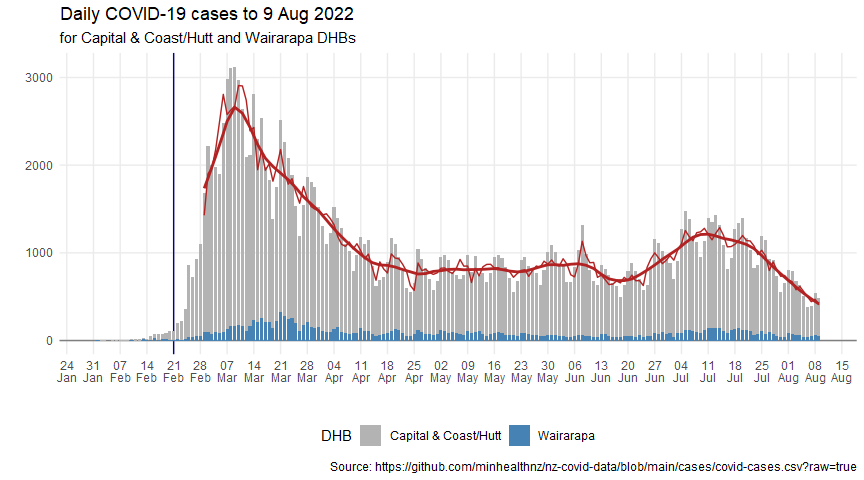 Daily COVID-19 cases to 9 Aug 2022
for Capital & Coast/Hutt and Wairarapa DHBs
3000
2000
1000
0
24 31 07 14 21 28 07 14 21 28 04 11 18 25 02 09 16 23 30 06 13 20 27 04 11 18 25 01 08 15
Jan Jan Feb Feb Feb Feb Mar Mar Mar Mar Apr Apr Apr Apr May May May May May Jun Jun Jun Jun Jul Jul Jul Jul Aug Aug Aug
DHB Capital & Coast/Hutt Wairarapa
Source: https://github.com/minhealthnz/nz-covid-data/blob/main/cases/covid-cases.csv?raw=true